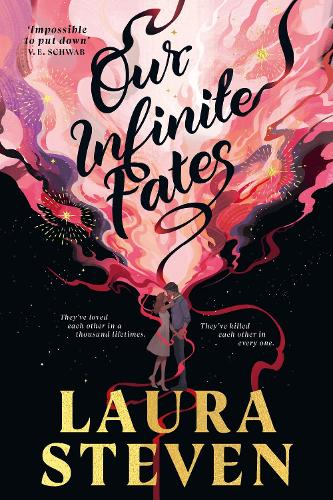 'Impossible
to put down'
V. E. SCHWAB
Our
Infinite
Fates
They've loved
each other in a
thousand lifetimes.
They've killed
each other in
every one.
LAURA
STEVEN